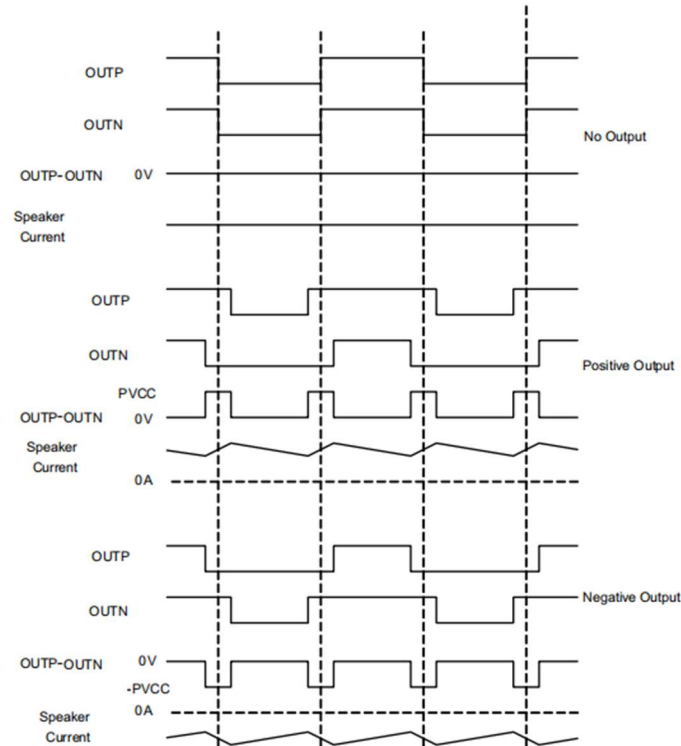 OUTP
OUTN
No Output
OUTP-OUTN 0V
Speaker
Current
OUTP
OUTN
Positive Output
PVCC
OUTP-OUTN 0V
Speaker
Current
0A
OUTP
OUTN
Negative Output
OUTP-OUTN 0V
-PVCC
0A
Speaker
Current